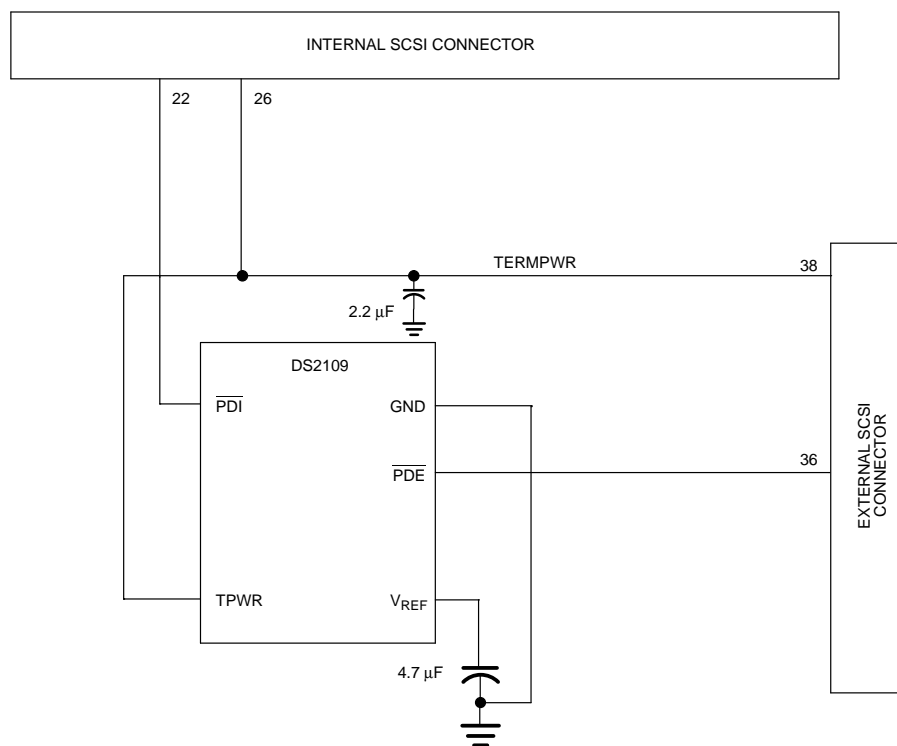 INTERNAL SCSI CONNECTOR
22
26
TERMPWR
38
2.2 μF
DS2109
PDI
GND
PDE
36
EXTERNAL SCSI
CONNECTOR
TPWR
VREF
4.7 μF